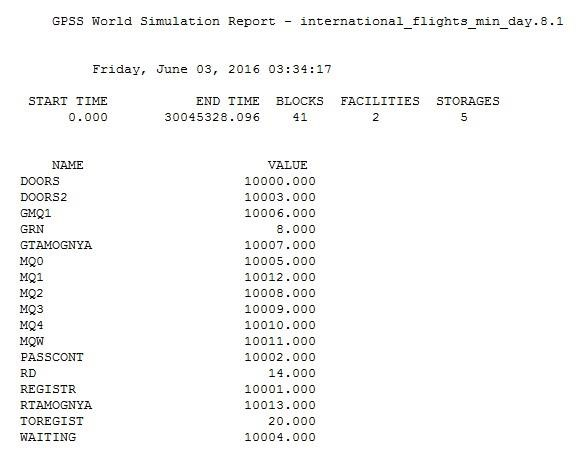 GPSS World Simulation Report - international_flights_min_day.8.1
Friday, June 03, 2016 03:34:17
START TIME END TIME BLOCKS FACILITIES STORAGES
0.000 30045328.096 41 2 5
NAME VALUE
DOORS 10000.000
DOORS2 10003.000
GMQ1 10006.000
GRN 8.000
GTAMOGNYA 10007.000
MQ0 10005.000
MQ1 10012.000
MQ2 10008.000
MQ3 10009.000
MQ4 10010.000
MQW 10011.000
PASSCONT 10002.000
RD 14.000
REGISTR 10001.000
RTAMOGNYA 10013.000
TOREGIST 20.000
WAITING 10004.000